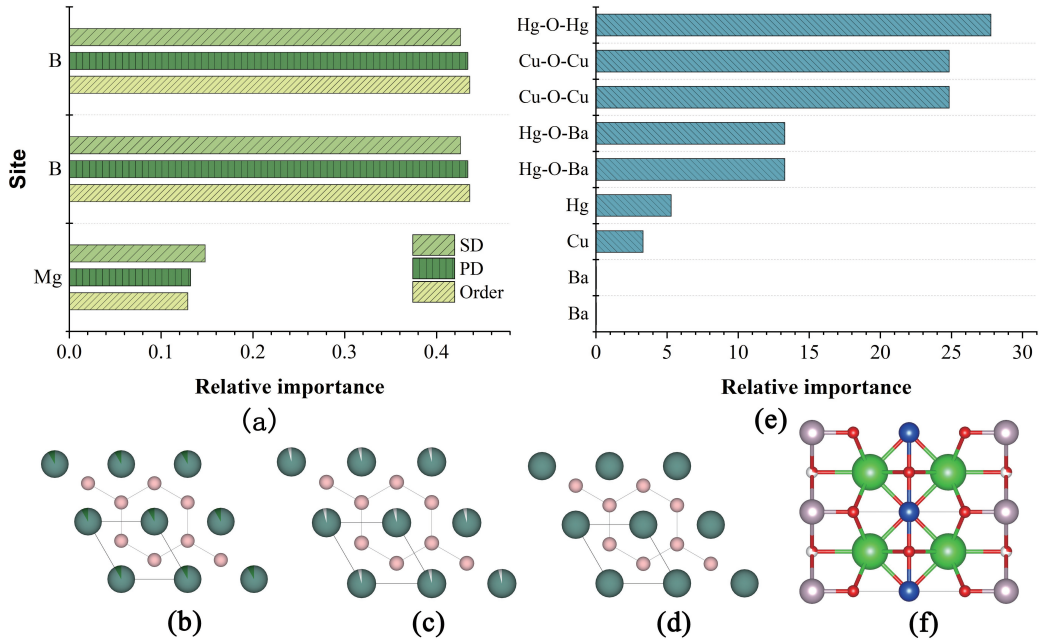 B
B
Mg
Site
SD
PD
Order
0.0 0.1 0.2 0.3 0.4
Relative importance
(a)
Hg-O-Hg
Cu-O-Cu
Cu-O-Cu
Hg-O-Ba
Hg-O-Ba
Hg
Cu
Ba
Ba
0 5 10 15 20 25 30
Relative importance
(e)
(b) (c) (d) (f)